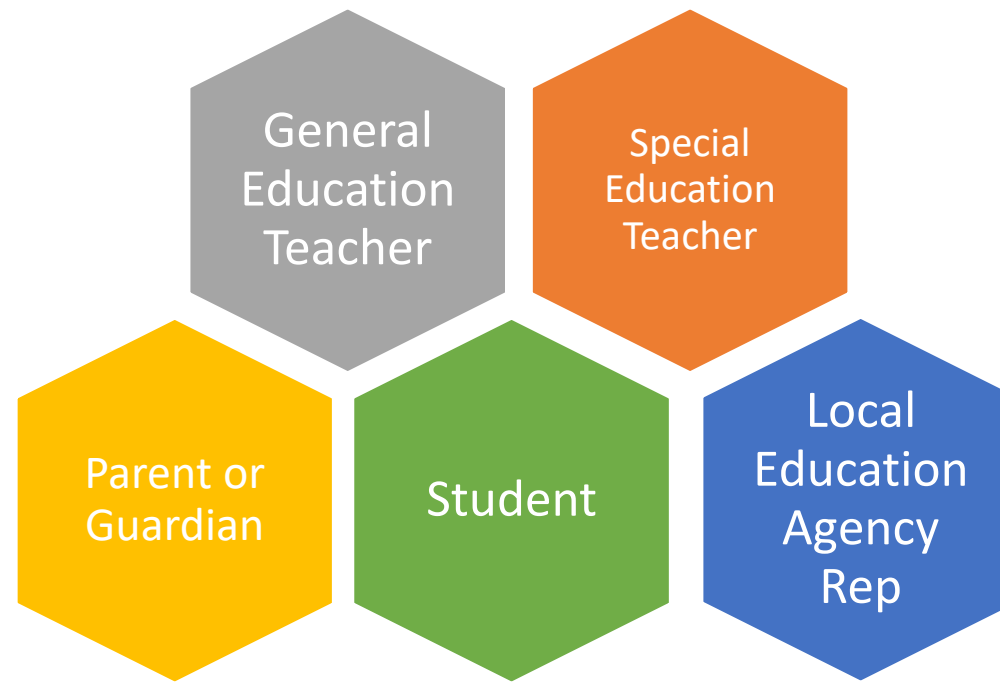 General
Education
Teacher
Special
Education
Teacher
Parent or
Guardian
Student
Local
Education
Agency
Rep